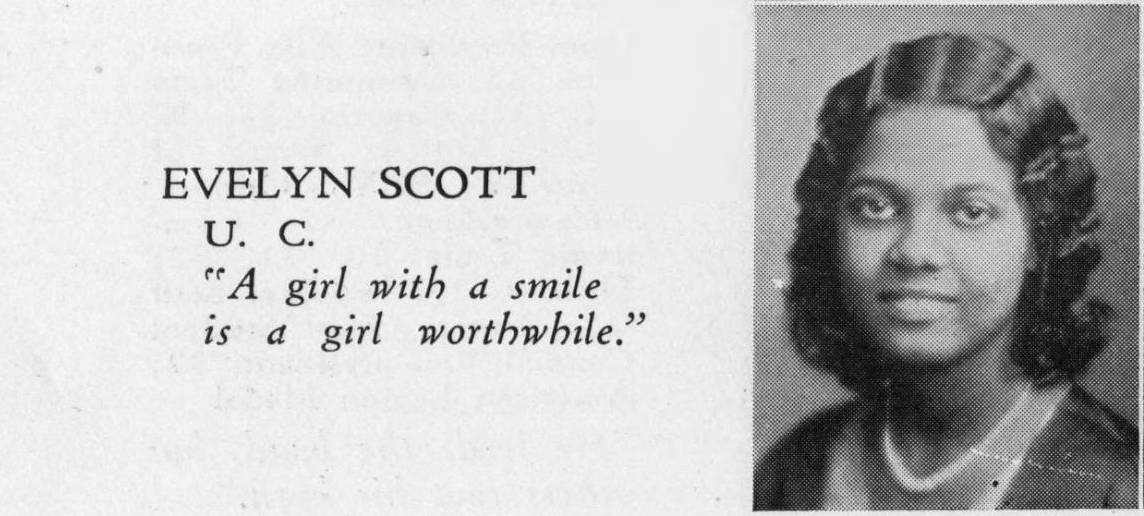 EVELYN SCOTT
U. C.
"A girl with a smile
is a girl worthwhile."